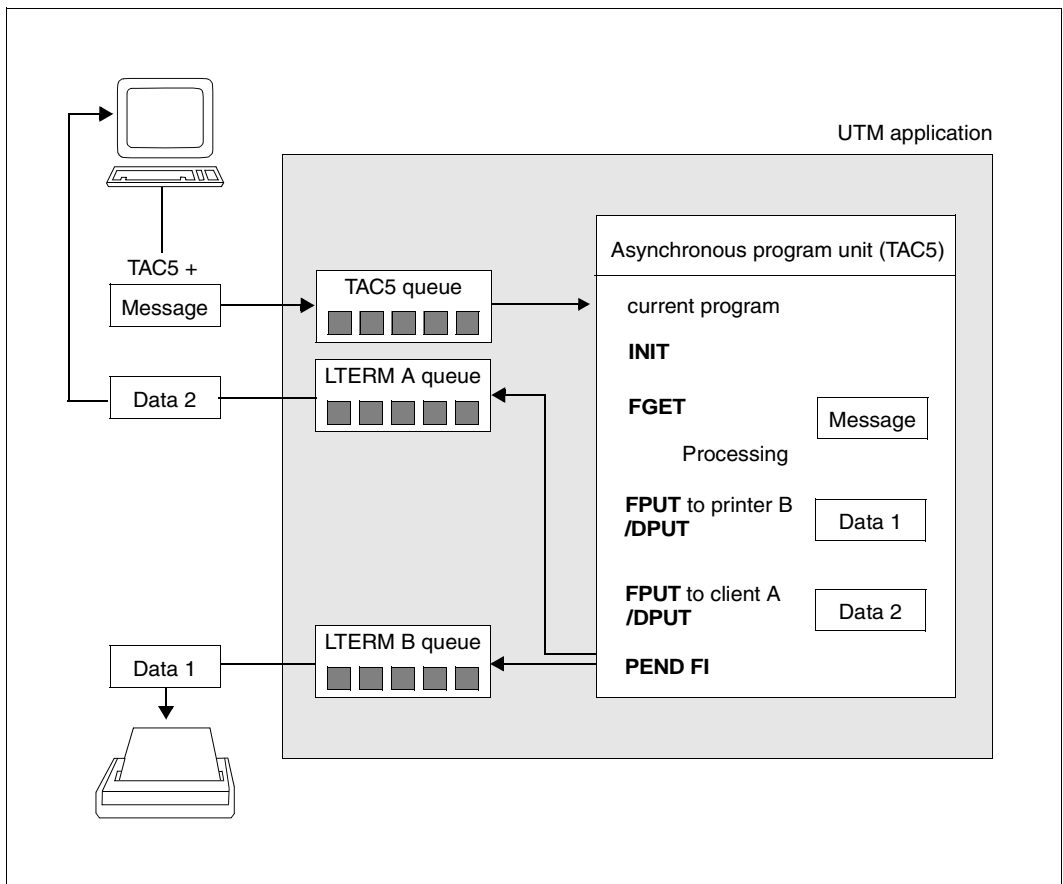 UTM application
TAC5 +
Message
TAC5 queue
Data 2
LTERM A queue
Data 1
LTERM B queue
Asynchronous program unit (TAC5)
current program
INIT
FGET
Message
Processing
FPUT to printer B
/DPUT
Data 1
FPUT to client A
/DPUT
Data 2
PEND FI